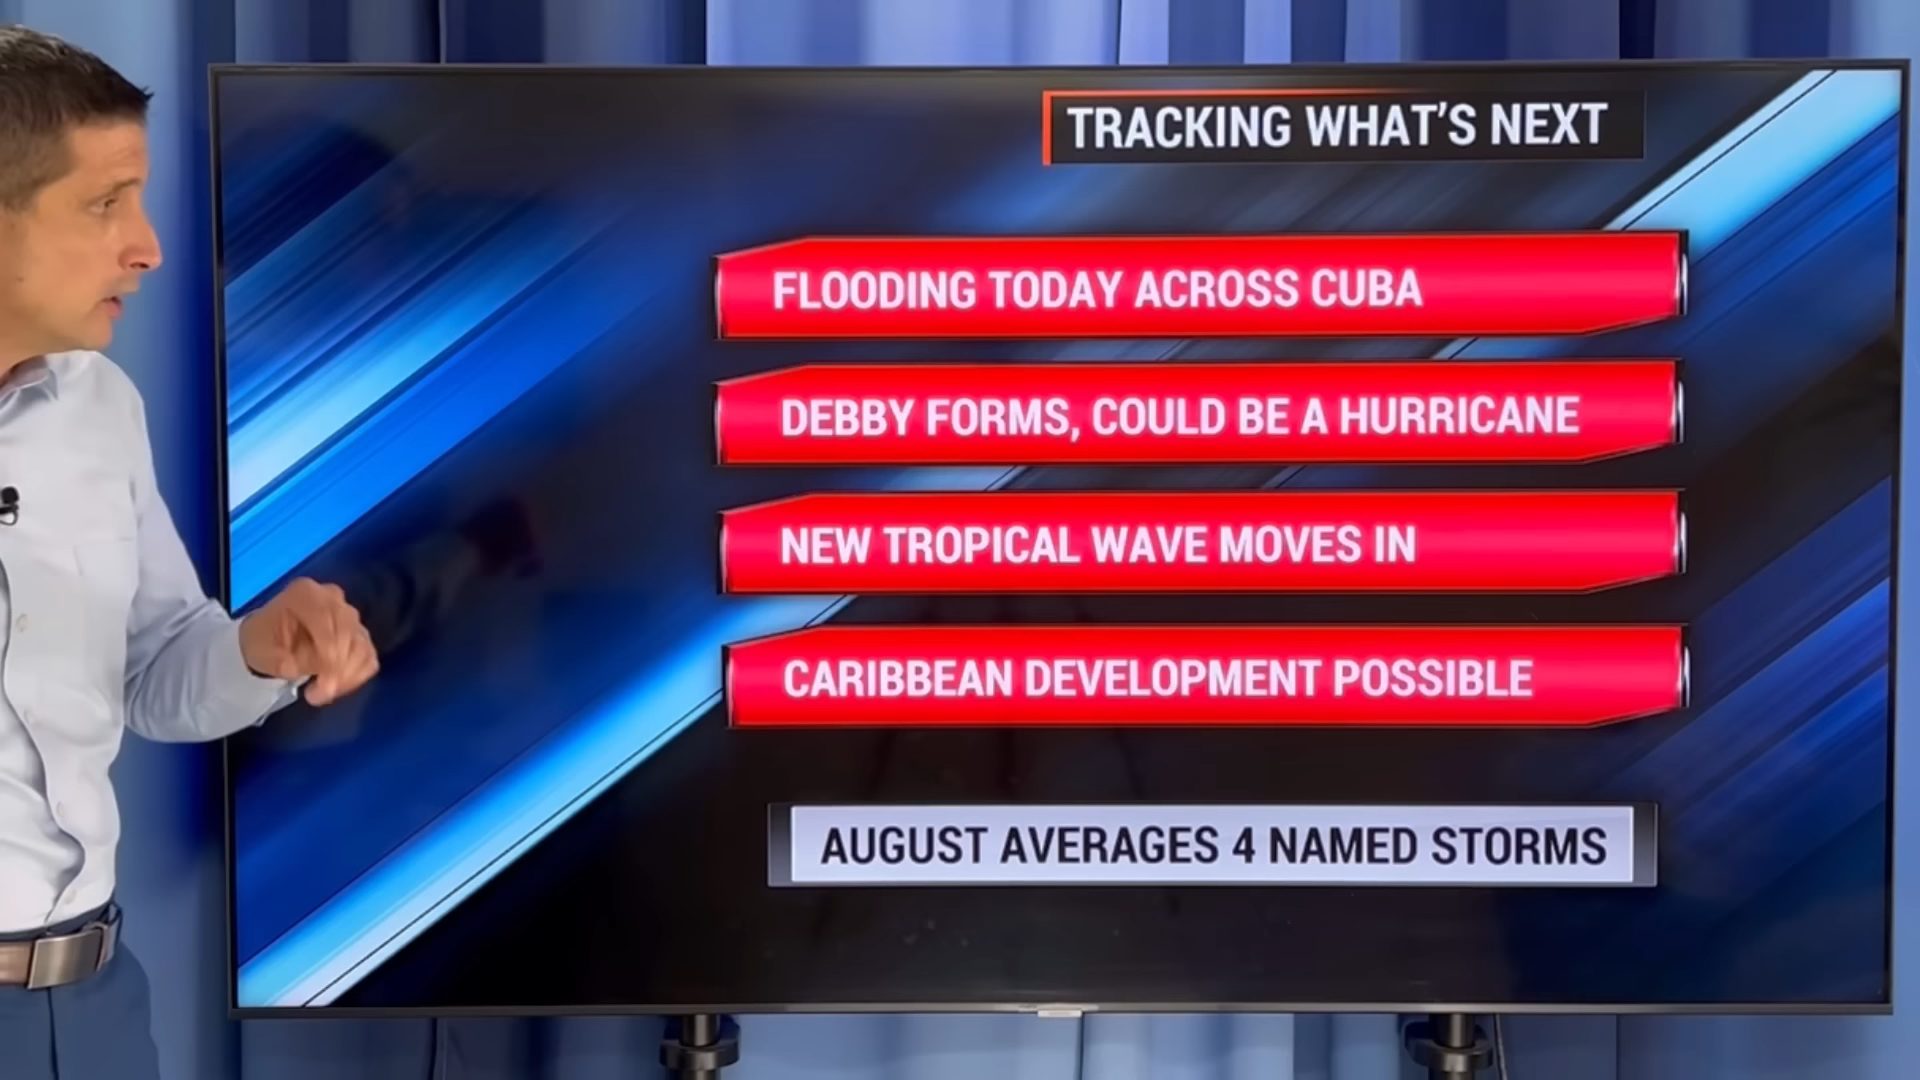 TRACKING WHAT'S NEXT
FLOODING TODAY ACROSS CUBA
DEBBY FORMS, COULD BE A HURRICANE
NEW TROPICAL WAVE MOVES IN
CARIBBEAN DEVELOPMENT POSSIBLE
AUGUST AVERAGES 4 NAMED STORMS